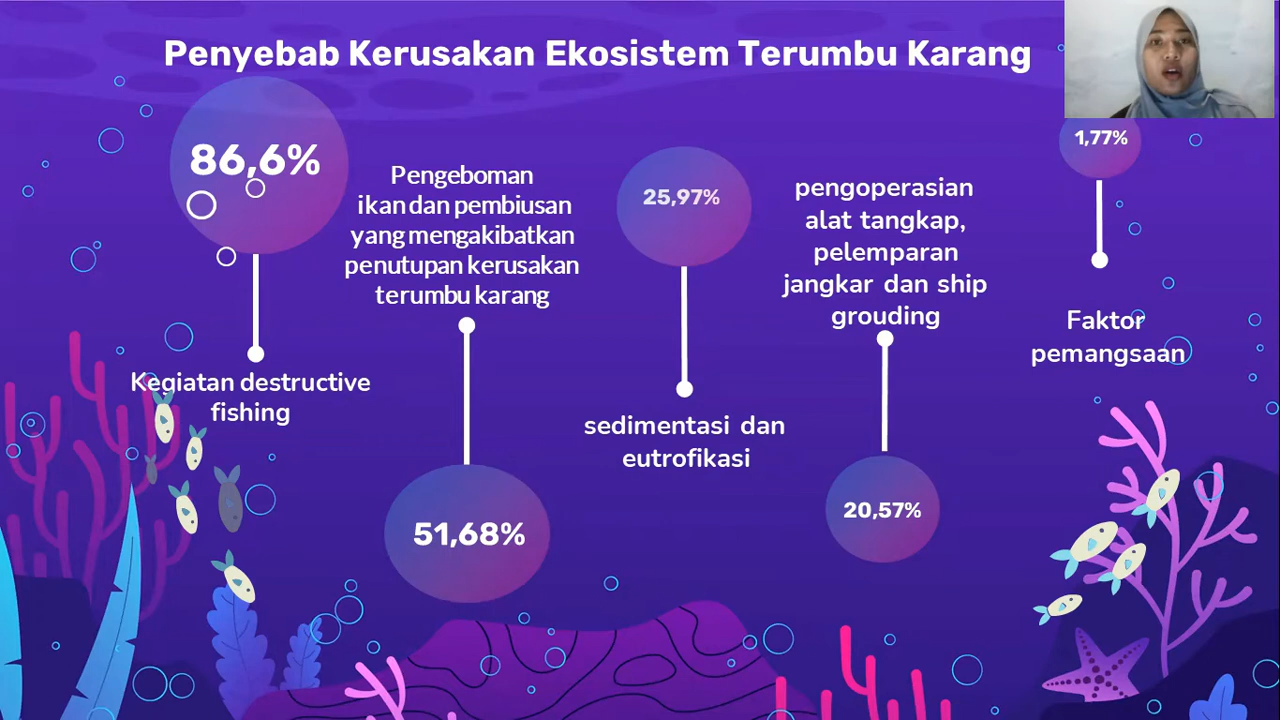 Penyebab Kerusakan Ekosistem Terumbu Karang
86,6%
Kegiatan destructive
fishing
Pengeboman
ikan dan pembiusan
yang mengakibatkan
penutupan kerusakan
terumbu karang
51,68%
25,97%
sedimentasi dan
eutrofikasi
pengoperasian
alat tangkap,
pelemparan
jangkar dan ship
grouding
20,57%
1,77%
Faktor
pemangsaan